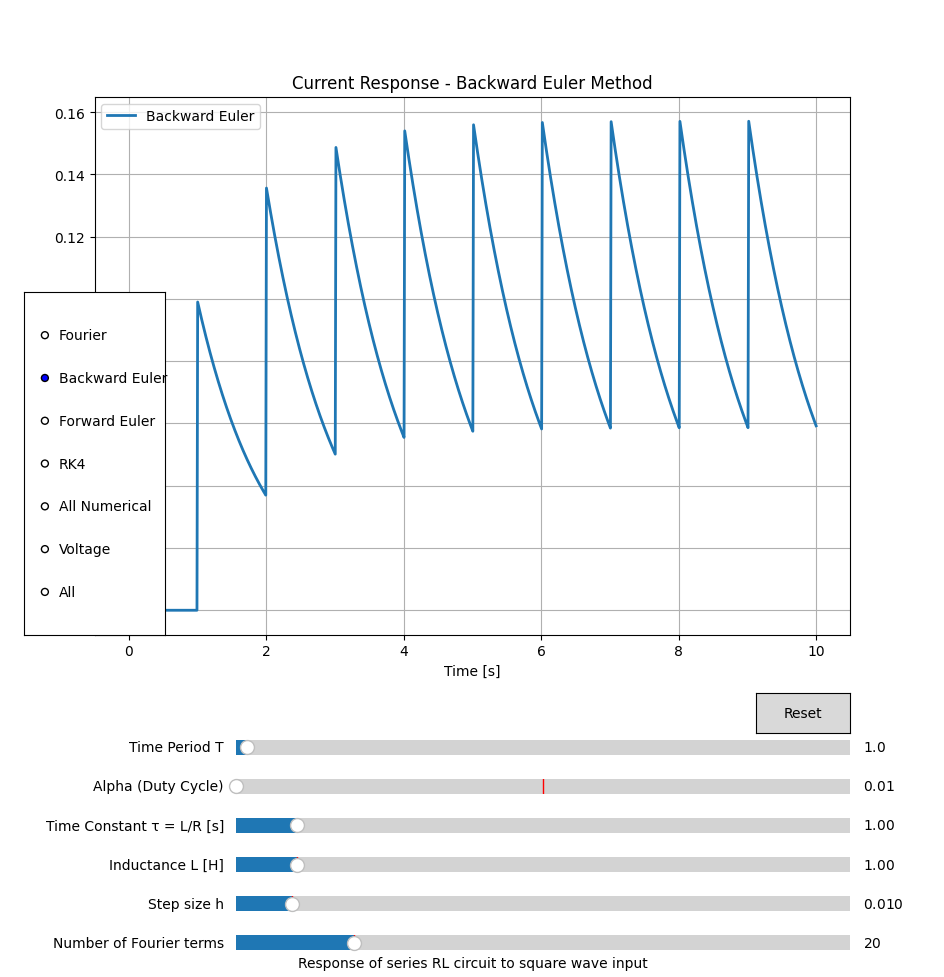 Current Response - Backward Euler Method
Backward Euler
0.16
0.14
0.12
Fourier
Backward Euler
Forward Euler
RK4
All Numerical
Voltage
All
0 2 4 6 8 10
Time [s]
Reset
Time Period T 1.0
Alpha (Duty Cycle) 0.01
Time Constant τ = L/R [s] 1.00
Inductance L [H] 1.00
Step size h 0.010
Number of Fourier terms 20
Response of series RL circuit to square wave input